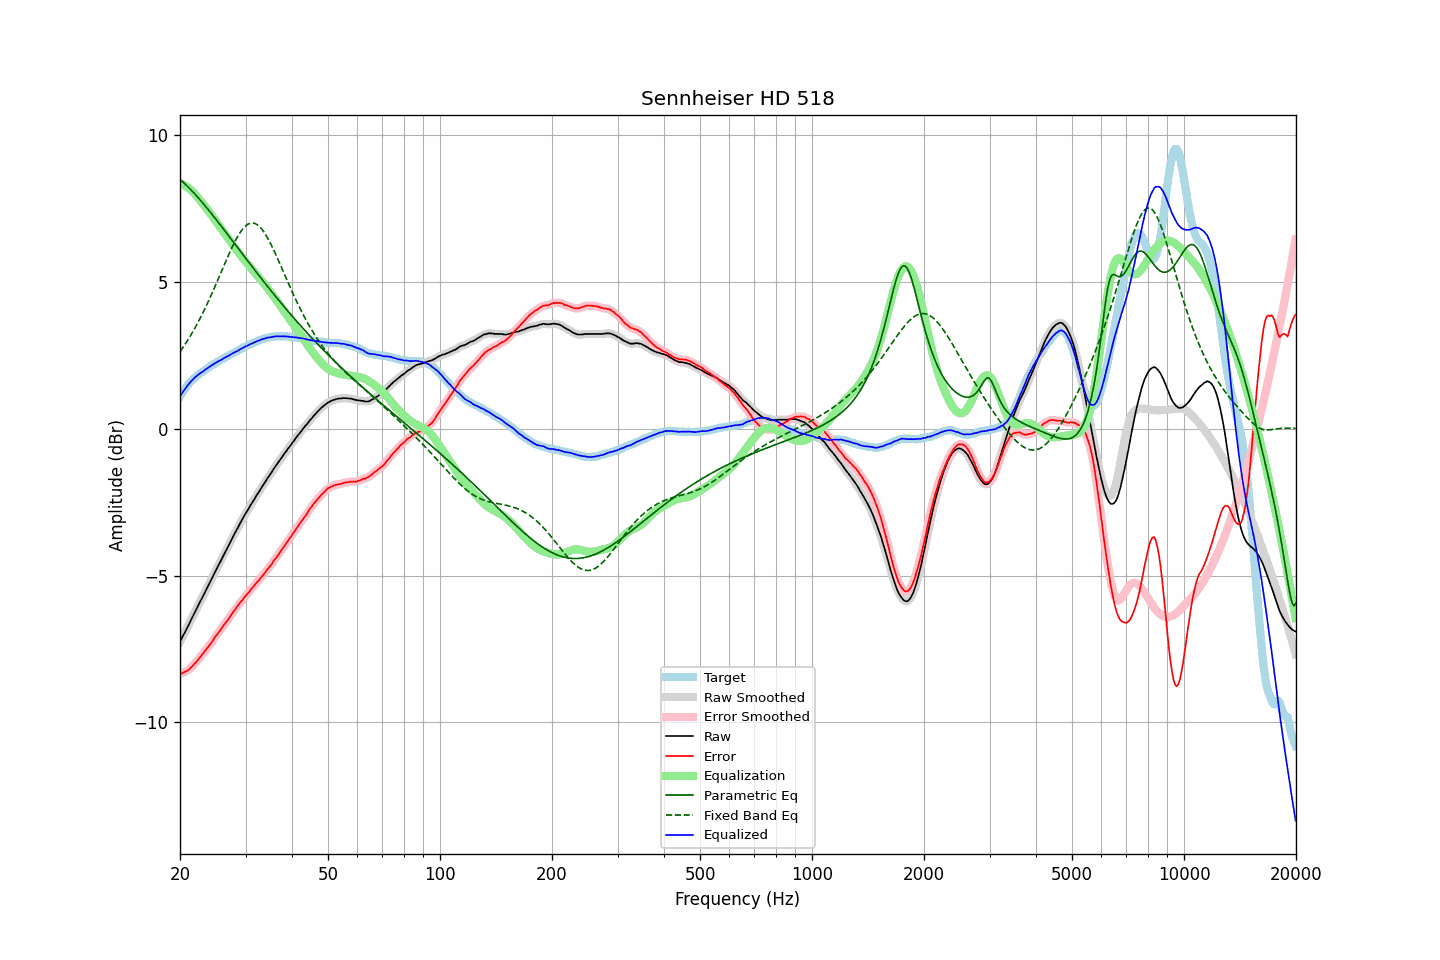 Sennheiser HD 518
Amplitude (dBr)
10
5
0
−5
−10
Target
Raw Smoothed
Error Smoothed
Raw
Error
Equalization
Parametric Eq
Fixed Band Eq
Equalized
20 50 100 200 500 1000 2000 5000 10000 20000
Frequency (Hz)